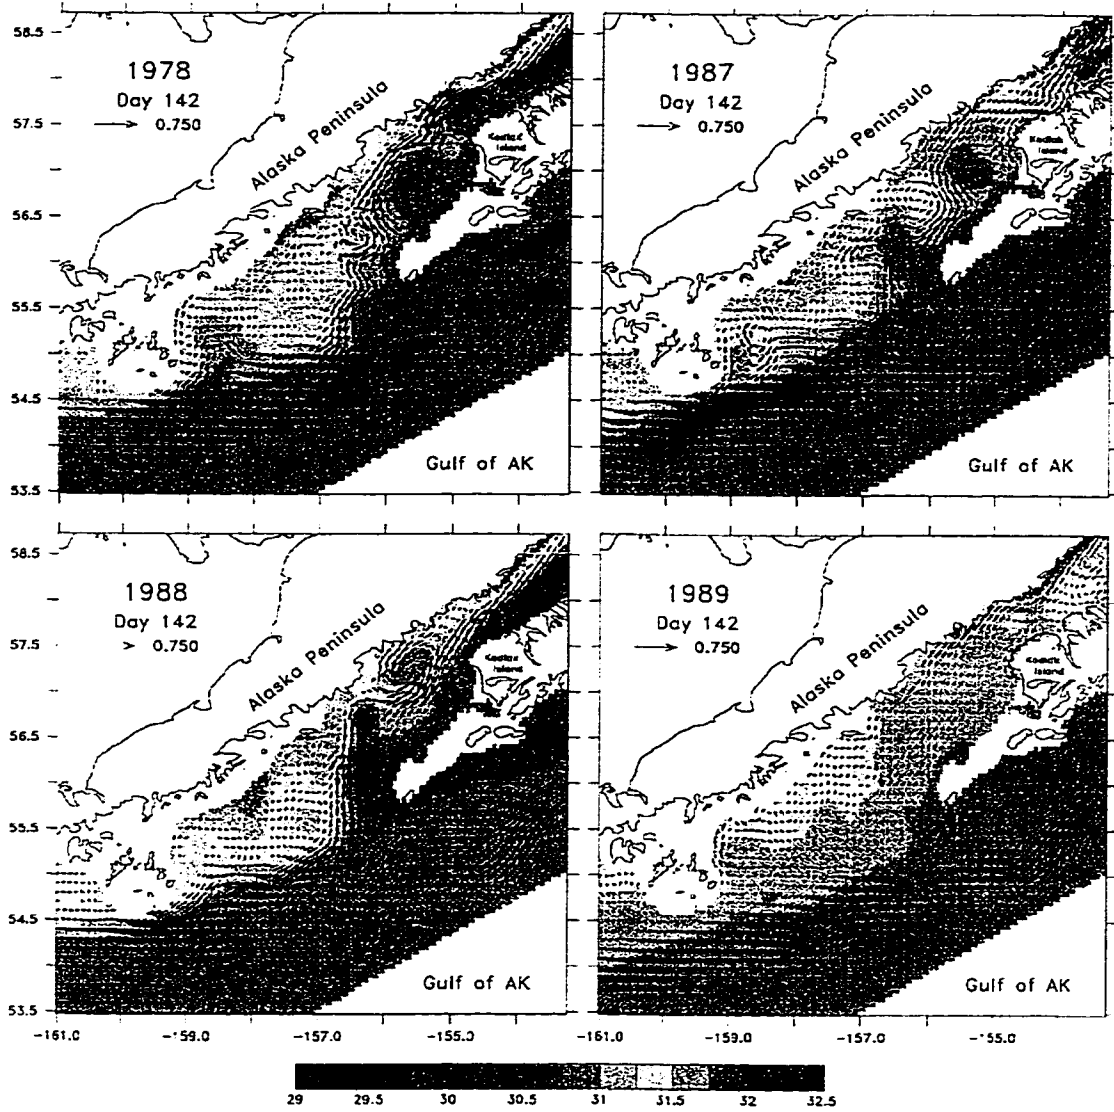 58.5
1978
Day 142
0.750
57.5
Alaska Peninsula
Kodiak
Island
56.5
55.5
54.5
53.5
Gulf of AK
1987
Day 142
0.750
Alaska Peninsula
Kodiak
Island
Gulf of AK
58.5
1988
Day 142
0.750
57.5
Alaska Peninsula
Kodiak
Island
56.5
55.5
54.5
53.5
Gulf of AK
1989
Day 142
0.750
Alaska Peninsula
Kodiak
Island
Gulf of AK
-161.0 -159.0 -157.0 -155.0
-159.0 -157.0 -155.0
29 29.5 30 30.5 31 31.5 32 32.5